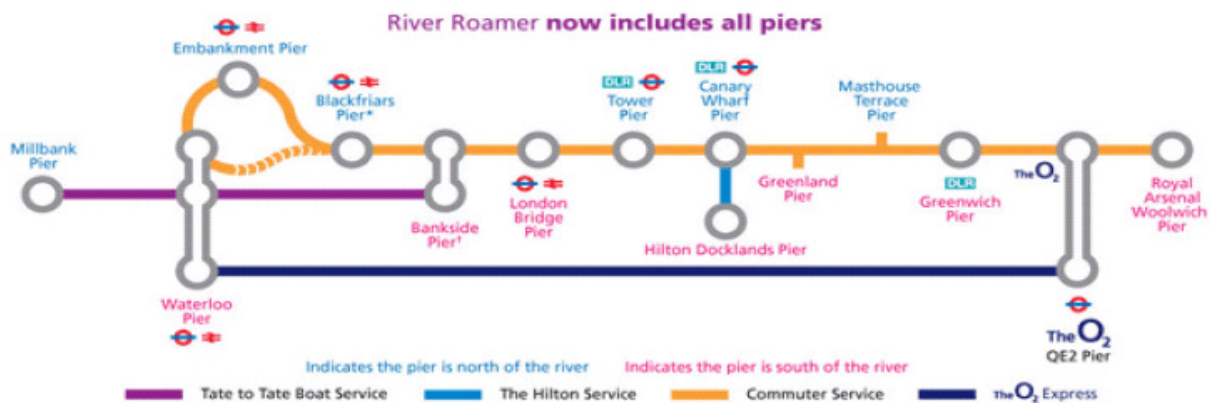 River Roamer now includes all piers
Embankment Pier
Blackfriars
Pier*
DLR
Tower
Pier
DLR
Canary
Wharf
Pier
Masthouse
Terrace
Pier
Millbank
Pier
The O2
London
Bridge
Pier
Greenland
Pier
DLR
Greenwich
Pier
Royal
Arsenal
Woolwich
Pier
Bankside
Pier†
Hilton Docklands Pier
Waterloo
Pier
The O2
QE2 Pier
Indicates the pier is north of the river
Indicates the pier is south of the river
Tate to Tate Boat Service
The Hilton Service
Commuter Service
The O2 Express